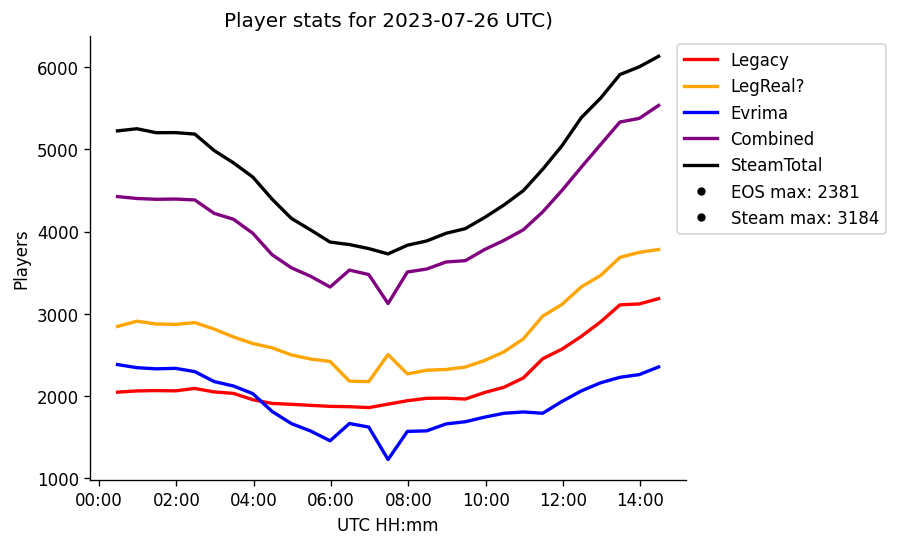 Player stats for 2023-07-26 UTC)
Players
6000
5000
4000
3000
2000
1000
00:00 02:00 04:00 06:00 08:00 10:00 12:00 14:00
UTC HH:mm
Legacy
LegReal?
Evrima
Combined
SteamTotal
EOS max: 2381
Steam max: 3184